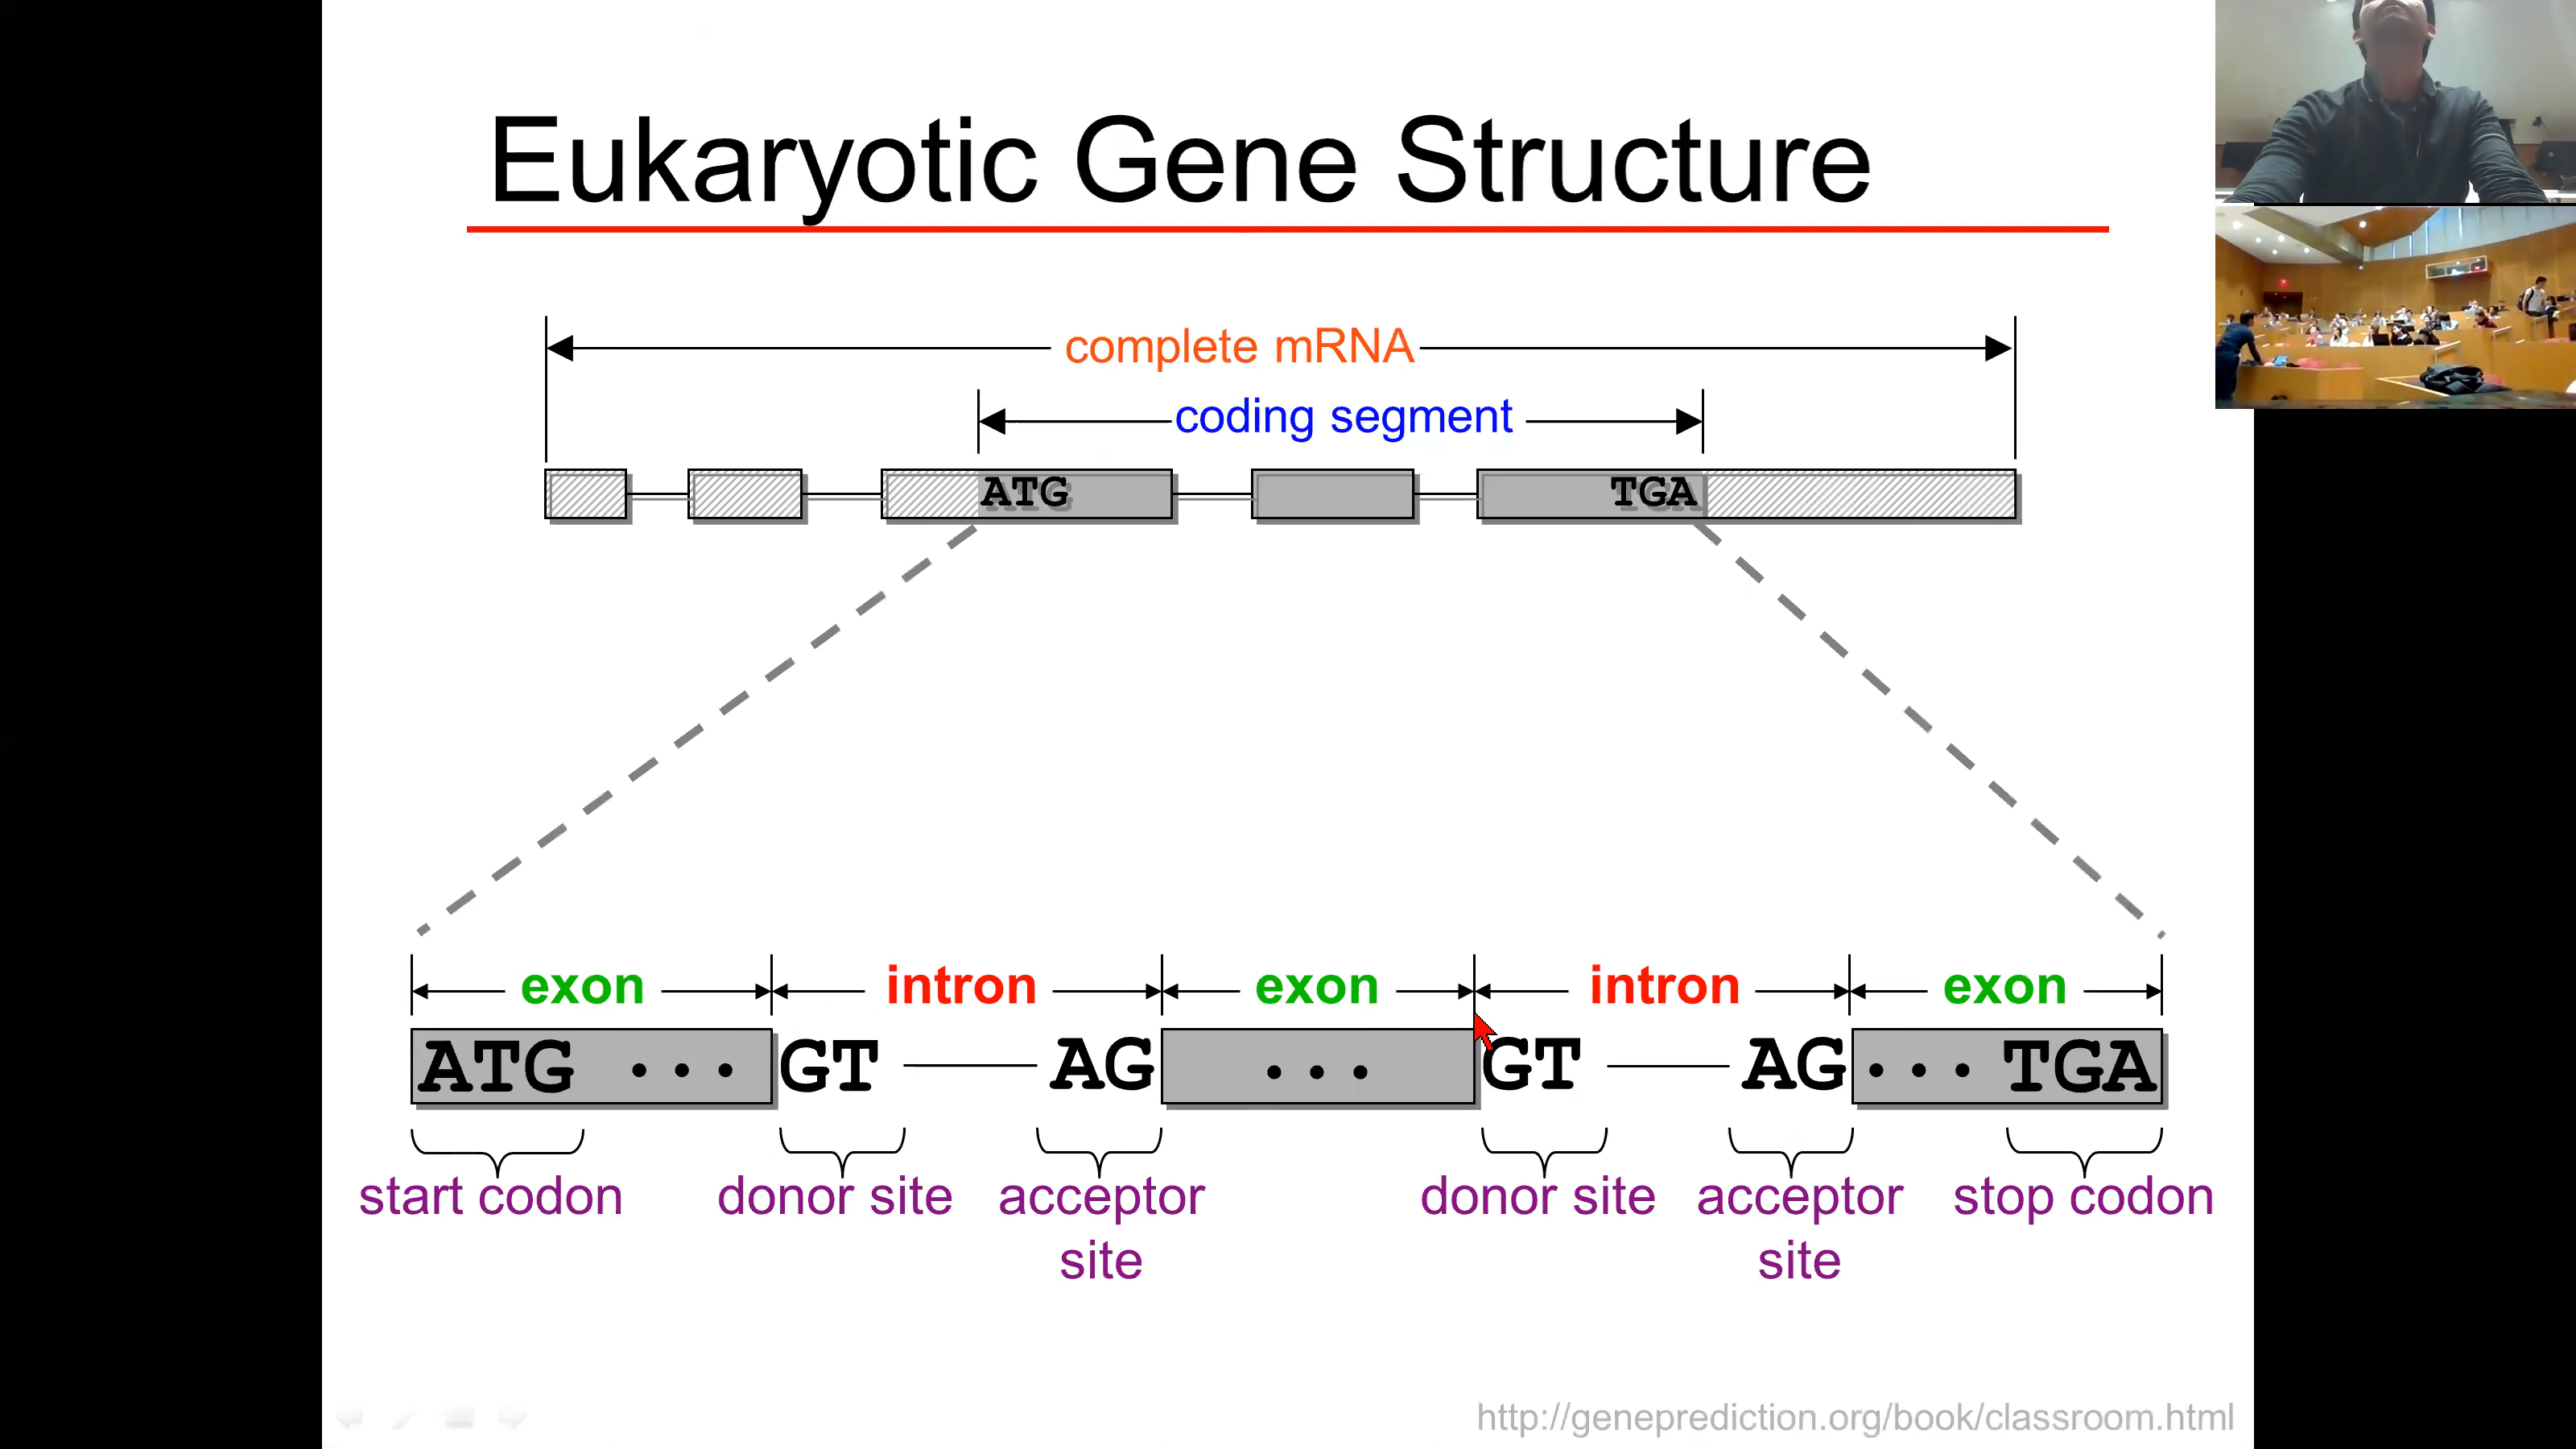 Eukaryotic Gene Structure
complete mRNA
coding segment
ATG TGA
exon intron exon intron exon
ATG ... GT AG ... GT AG ... TGA
start codon donor site acceptor site donor site acceptor site stop codon
http://geneprediction.org/book/classroom.html